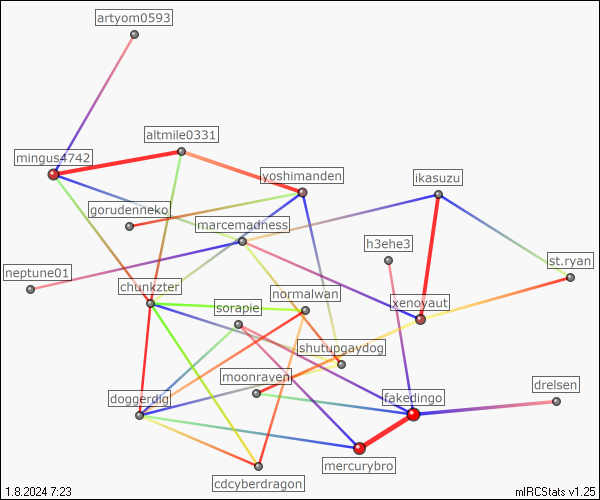 artyom0593
altmile0331
mingus4742
yoshimanden
ikasuzu
gorudenneko
marcemadness
h3ehe3
neptune01
st.ryan
chunkzter
normalwan
sorapie
xenoyaut
shutupgaydog
moonraven
drelsen
doggerdig
fakedingo
mercurybro
cdcyberdragon
1.8.2024 7:23
mIRCStats v1.25